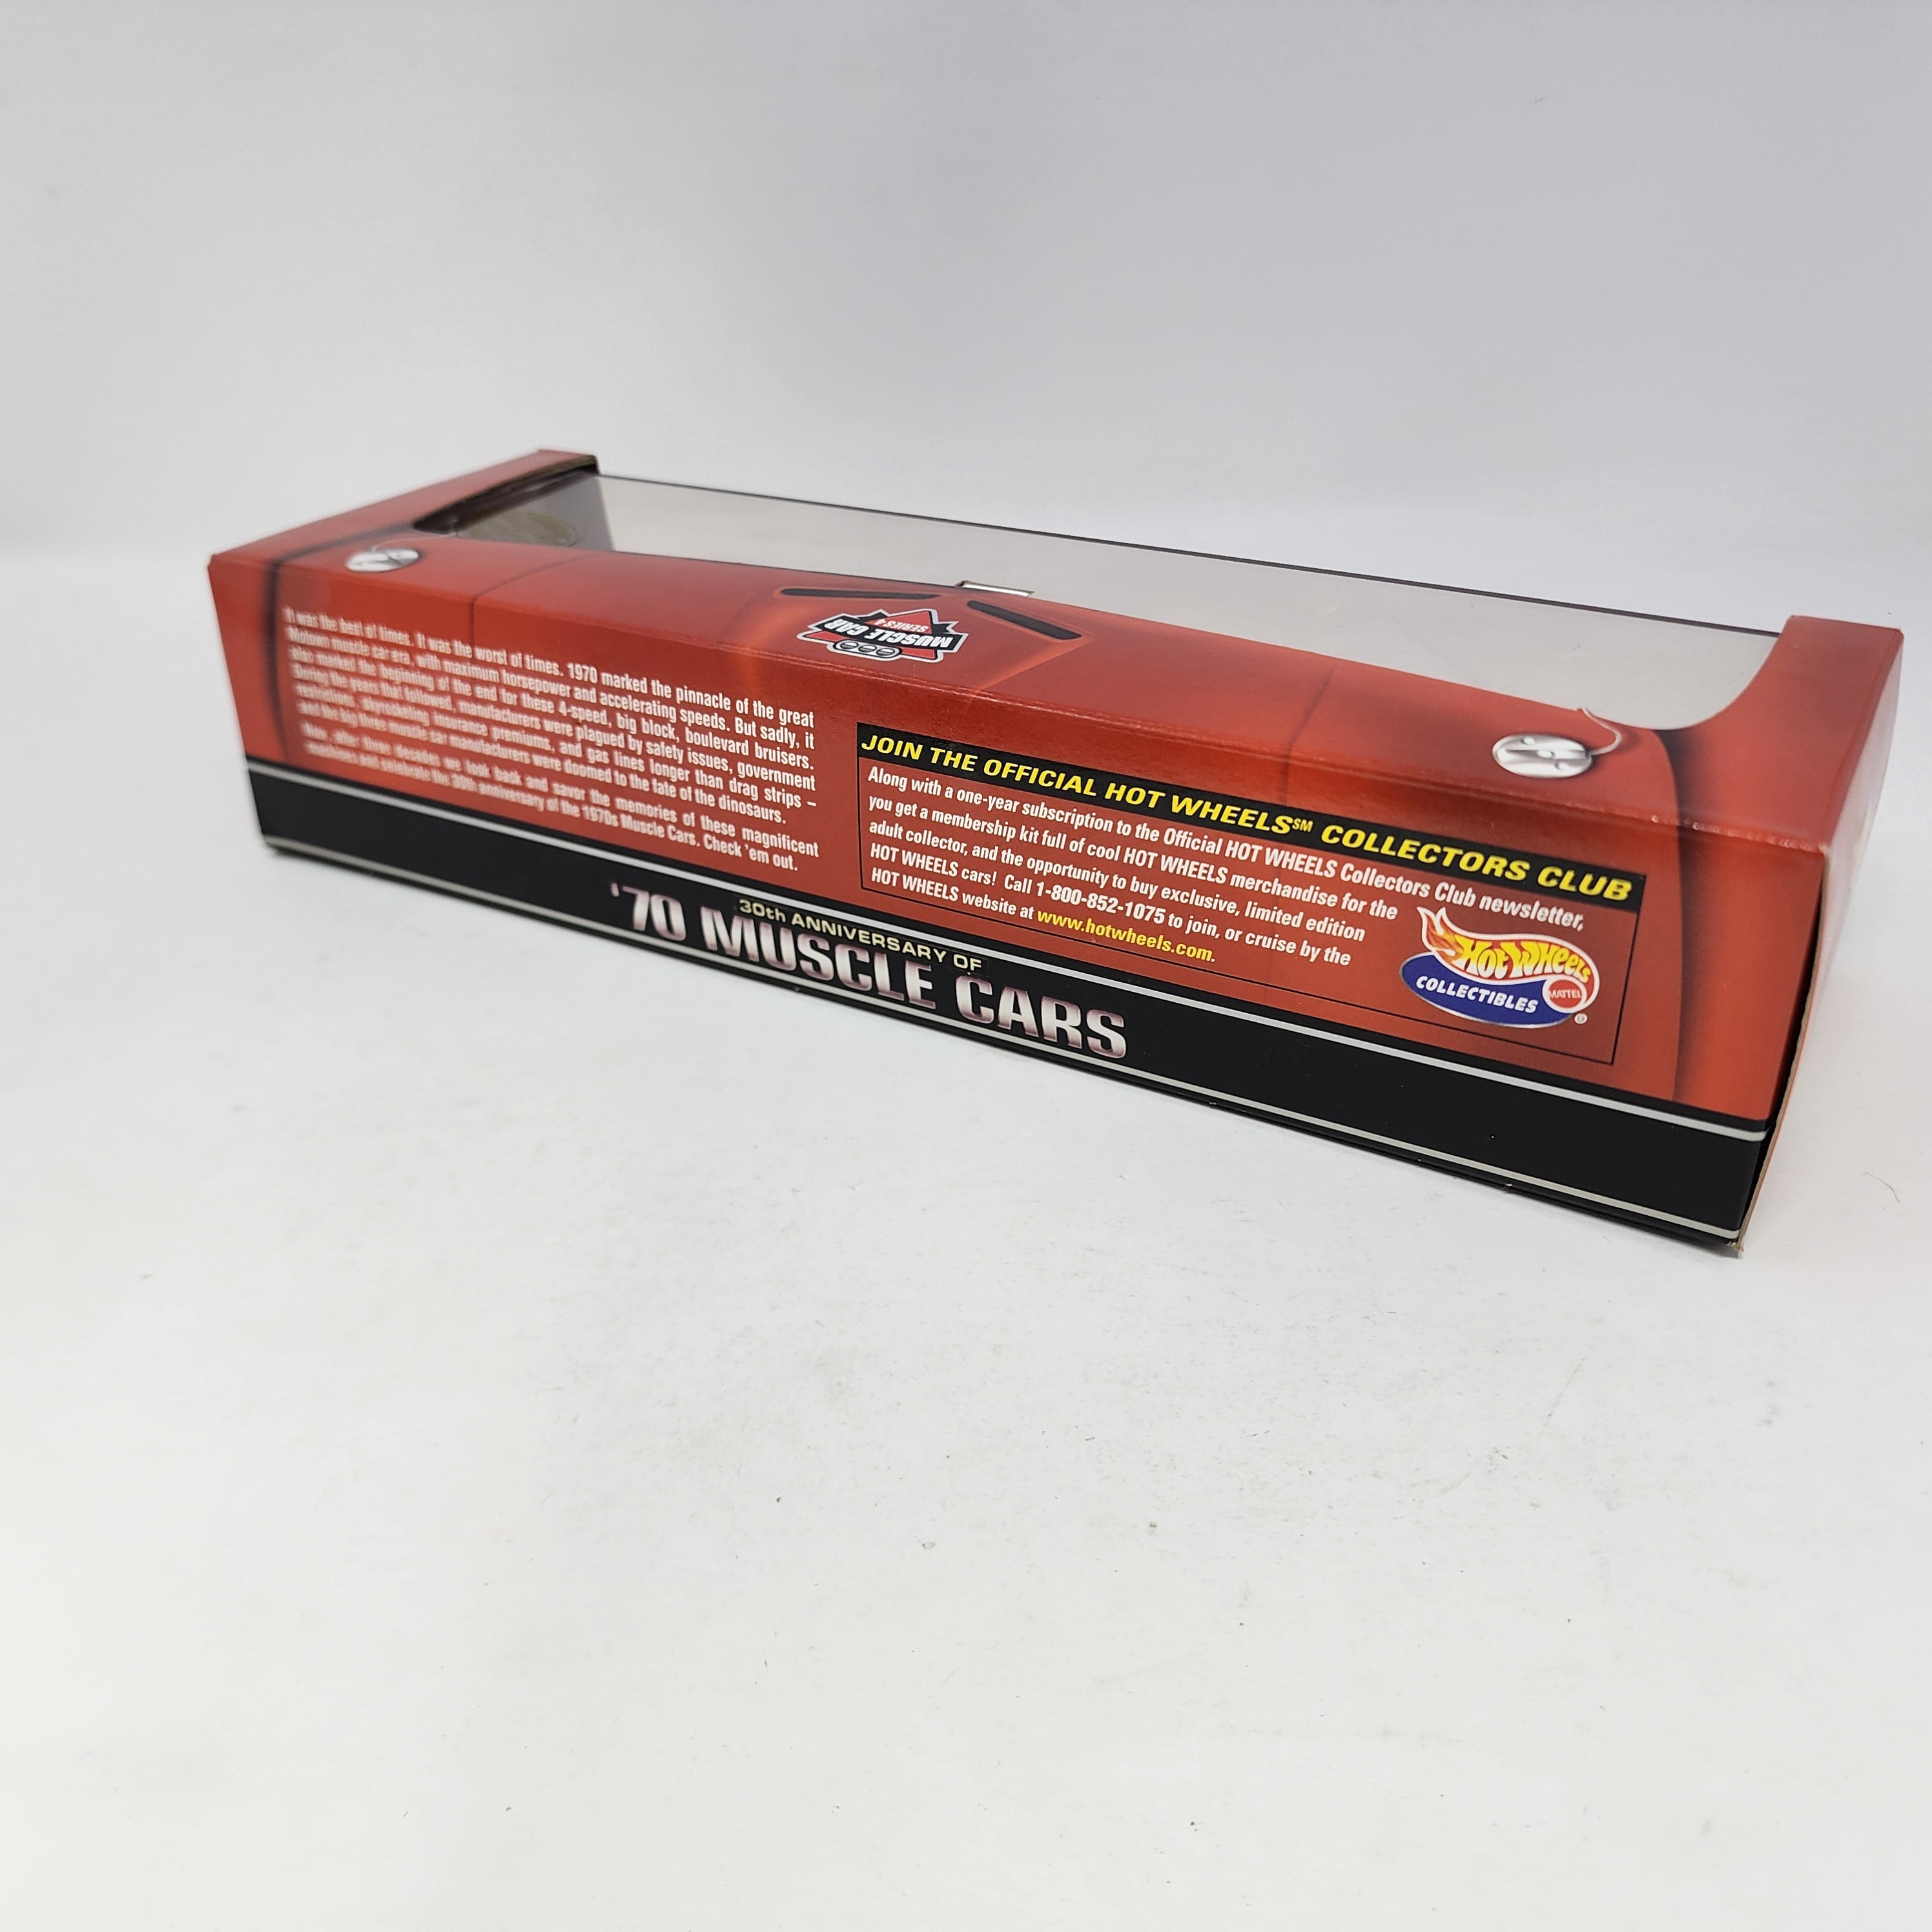 MUSCLE CAR
SERIES 4
It was the best of times. It was the worst of times. 1970 marked the pinnacle of the great
Motown muscle car era, with maximum horsepower and accelerating speeds. But sadly, it
also marked the beginning of the end for these 4-speed, big block, boulevard bruisers.
During the years that followed, manufacturers were plagued by safety issues, government
restrictions, skyrocketing insurance premiums, and gas lines longer than drag strips –
and the big three muscle car manufacturers were doomed to the fate of the dinosaurs.
Now, after three decades we look back and savor the memories of these magnificent
machines and celebrate the 30th anniversary of the 1970s Muscle Cars. Check 'em out.
JOIN THE OFFICIAL HOT WHEELS℠ COLLECTORS CLUB
Along with a one-year subscription to the Official HOT WHEELS Collectors Club newsletter,
you get a membership kit full of cool HOT WHEELS merchandise for the
adult collector, and the opportunity to buy exclusive, limited edition
HOT WHEELS cars! Call 1-800-852-1075 to join, or cruise by the
HOT WHEELS website at www.hotwheels.com.
Hot Wheels
COLLECTIBLES
MATTEL
®
30th ANNIVERSARY OF
'70 MUSCLE CARS